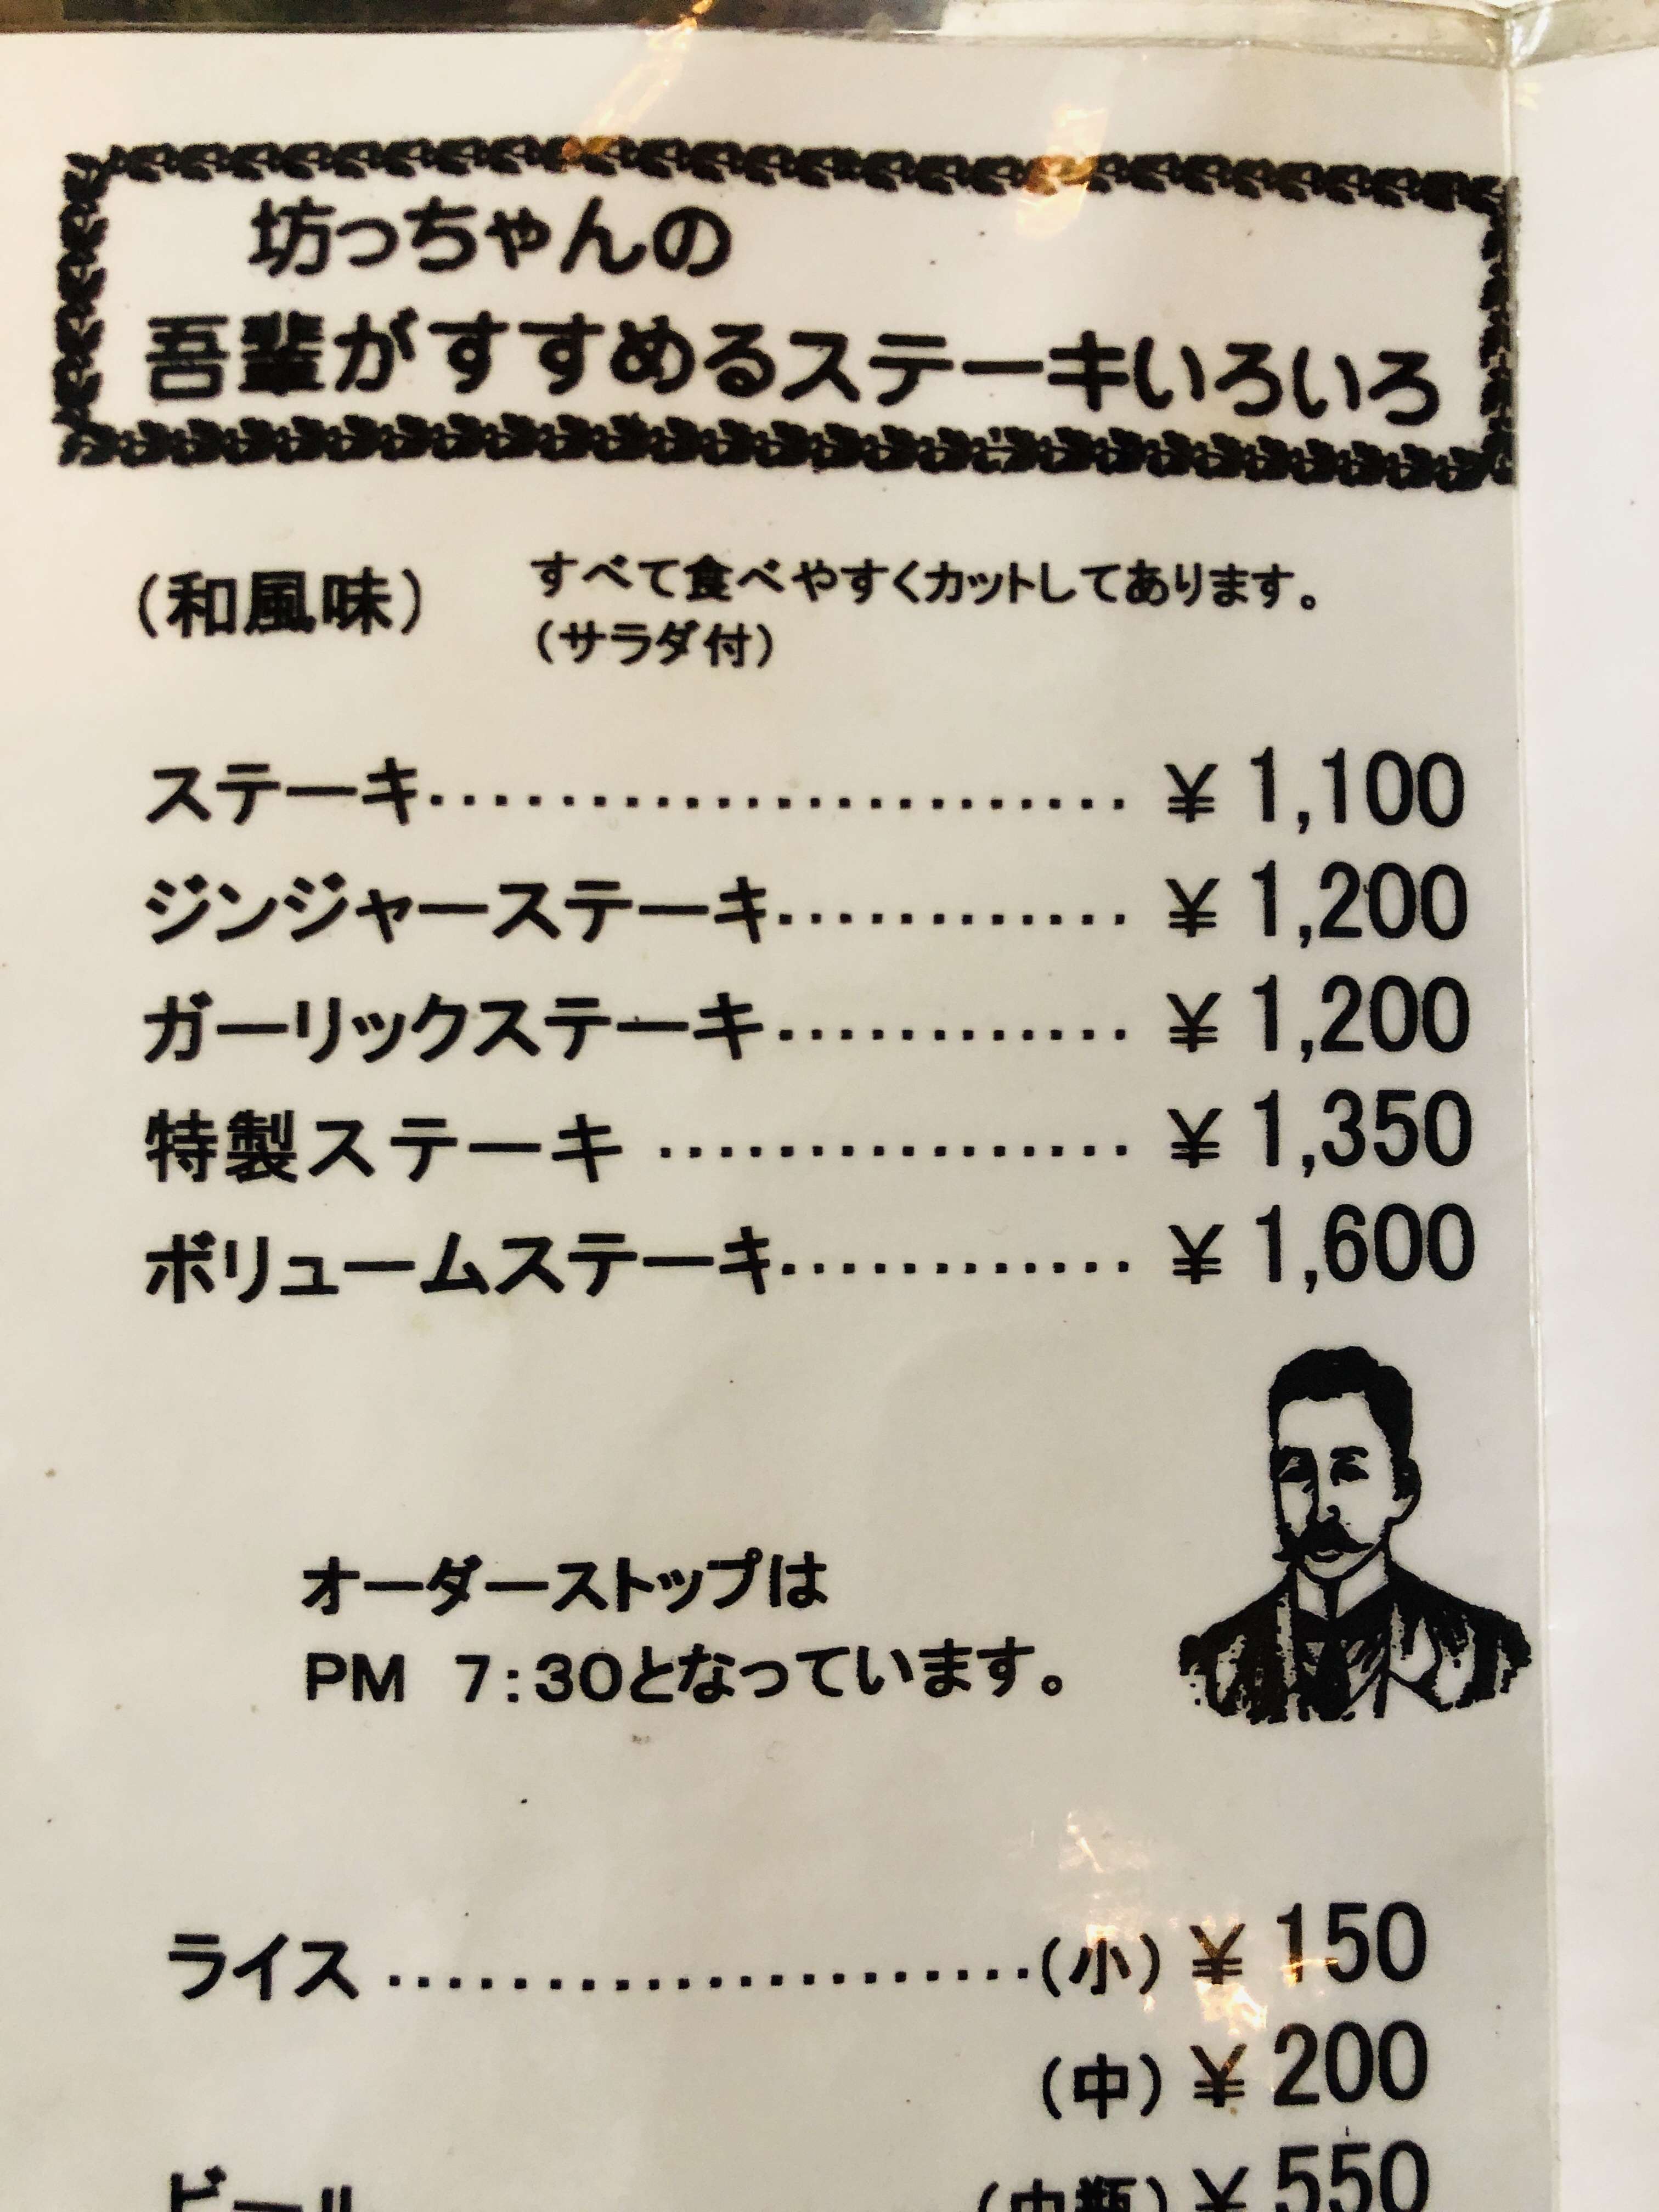 坊っちゃんの
吾輩がすすめるステーキいろいろ
(和風味) すべて食べやすくカットしてあります。
(サラダ付)
ステーキ.......................¥1,100
ジンジャーステーキ............¥1,200
ガーリックステーキ............¥1,200
特製ステーキ ................¥1,350
ボリュームステーキ............¥1,600
オーダーストップは
PM 7:30となっています。
ライス .....................(小)¥150
(中)¥200
ビール (中瓶)¥550